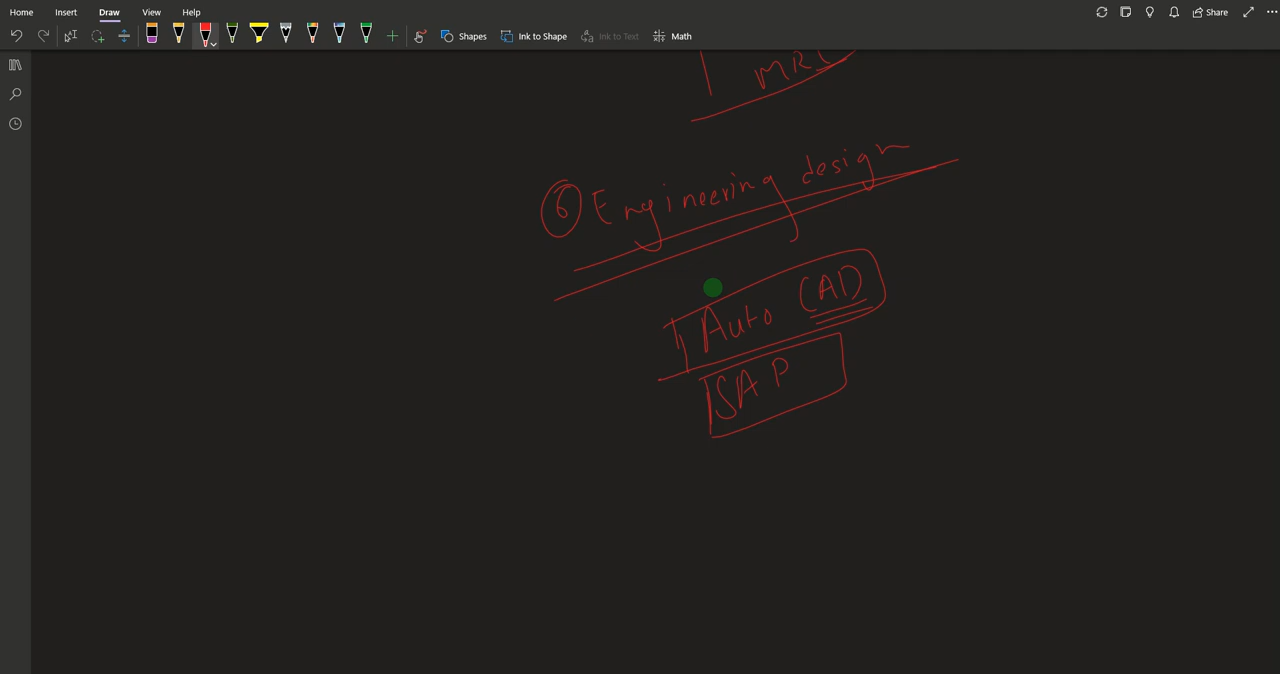 Home Insert Draw View Help Share
Shapes Ink to Shape Ink to Text Math
MRI
6 Engineering design
Auto CAD
SAP